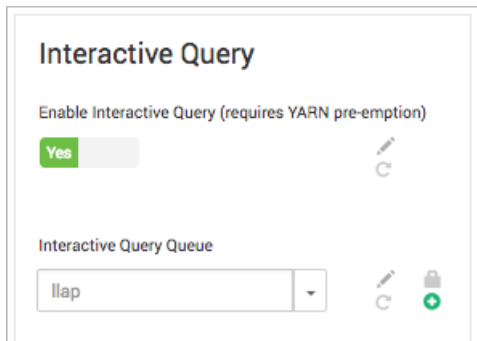 Interactive Query
Enable Interactive Query (requires YARN pre-emption)
Yes
Interactive Query Queue
llap